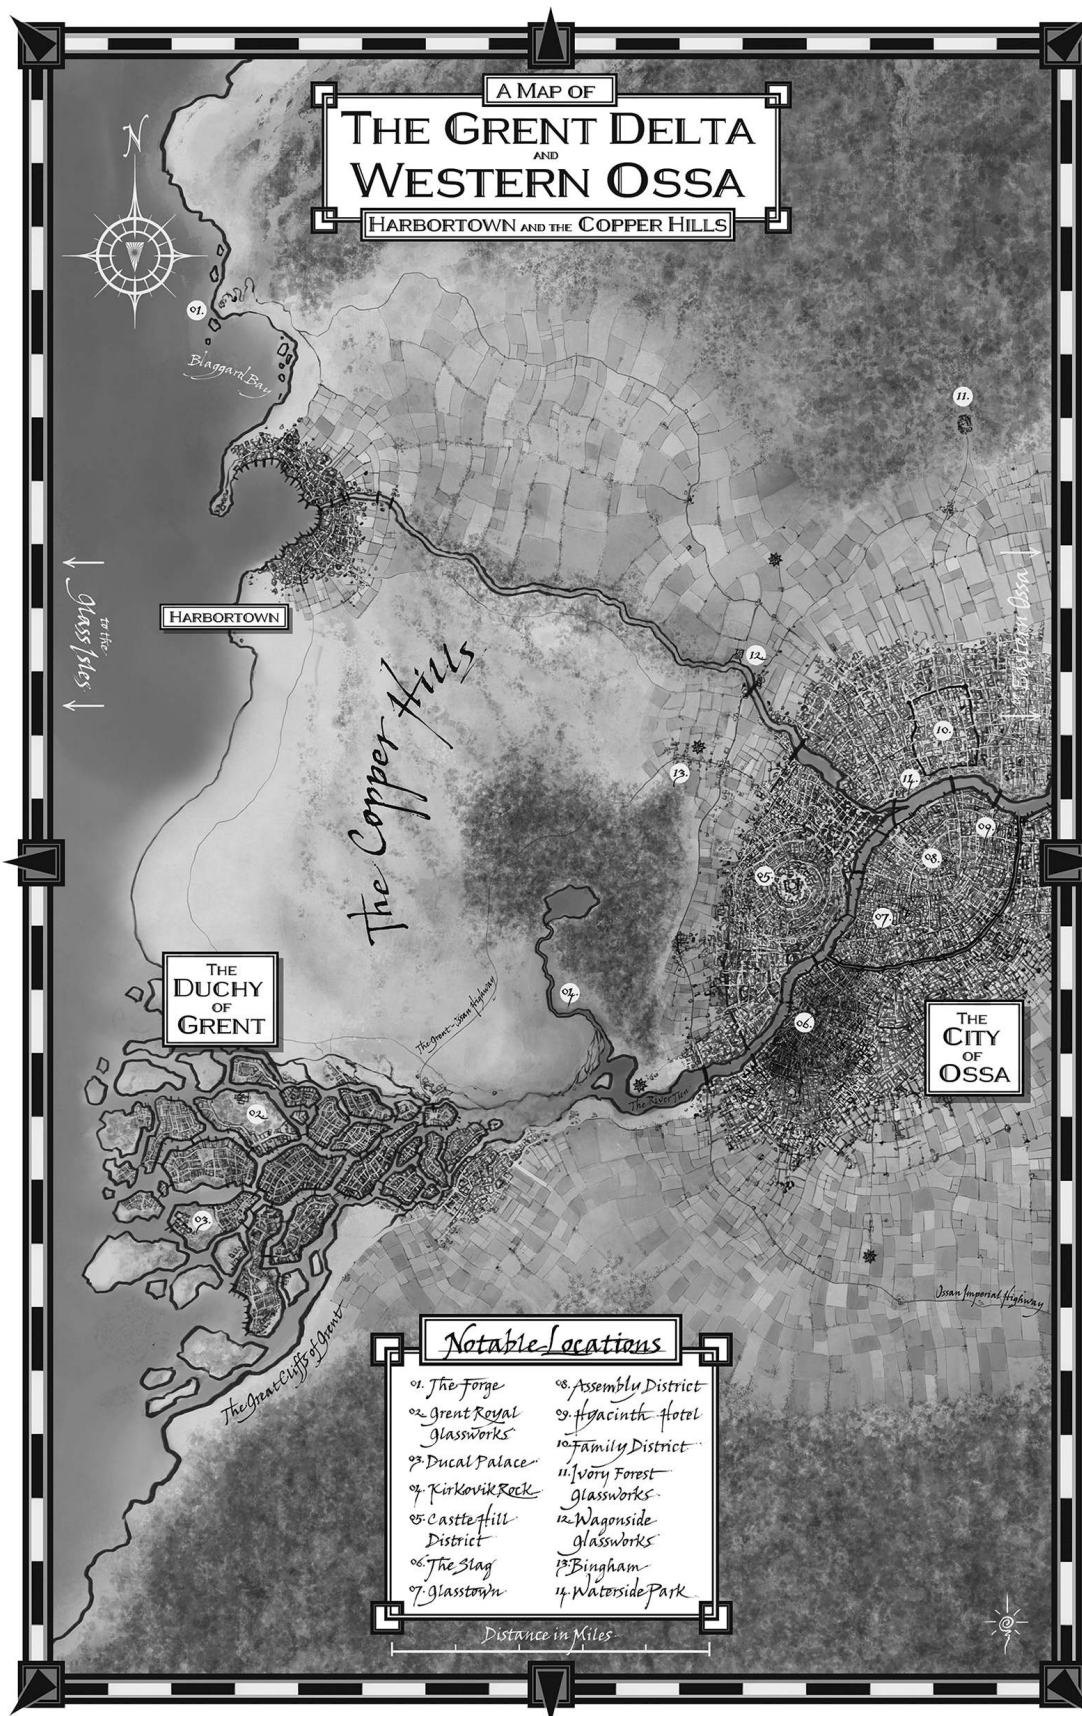 A MAP OF
THE GRENT DELTA
AND
WESTERN OSSA
HARBORTOWN AND THE COPPER HILLS
N
01.
Blaggard Bay
11.
to the
Glass Isles
HARBORTOWN
Eastern Ossa
12.
The Copper Hills
10.
13.
14.
09.
08.
05.
07.
THE
DUCHY
OF
GRENT
04.
The Grent-Ossan Highway
06.
THE
CITY
OF
OSSA
The River Tien
02.
03.
Ossan Imperial Highway
The Great Cliffs of Grent
Notable Locations
01. The Forge
02. Grent Royal
Glassworks
03. Ducal Palace
04. Kirkovik Rock
05. Castle Hill
District
06. The Slag
07. Glasstown
08. Assembly District
09. Hyacinth Hotel
10. Family District
11. Ivory Forest
Glassworks
12. Wagonside
Glassworks
13. Bingham
14. Waterside Park
Distance in Miles